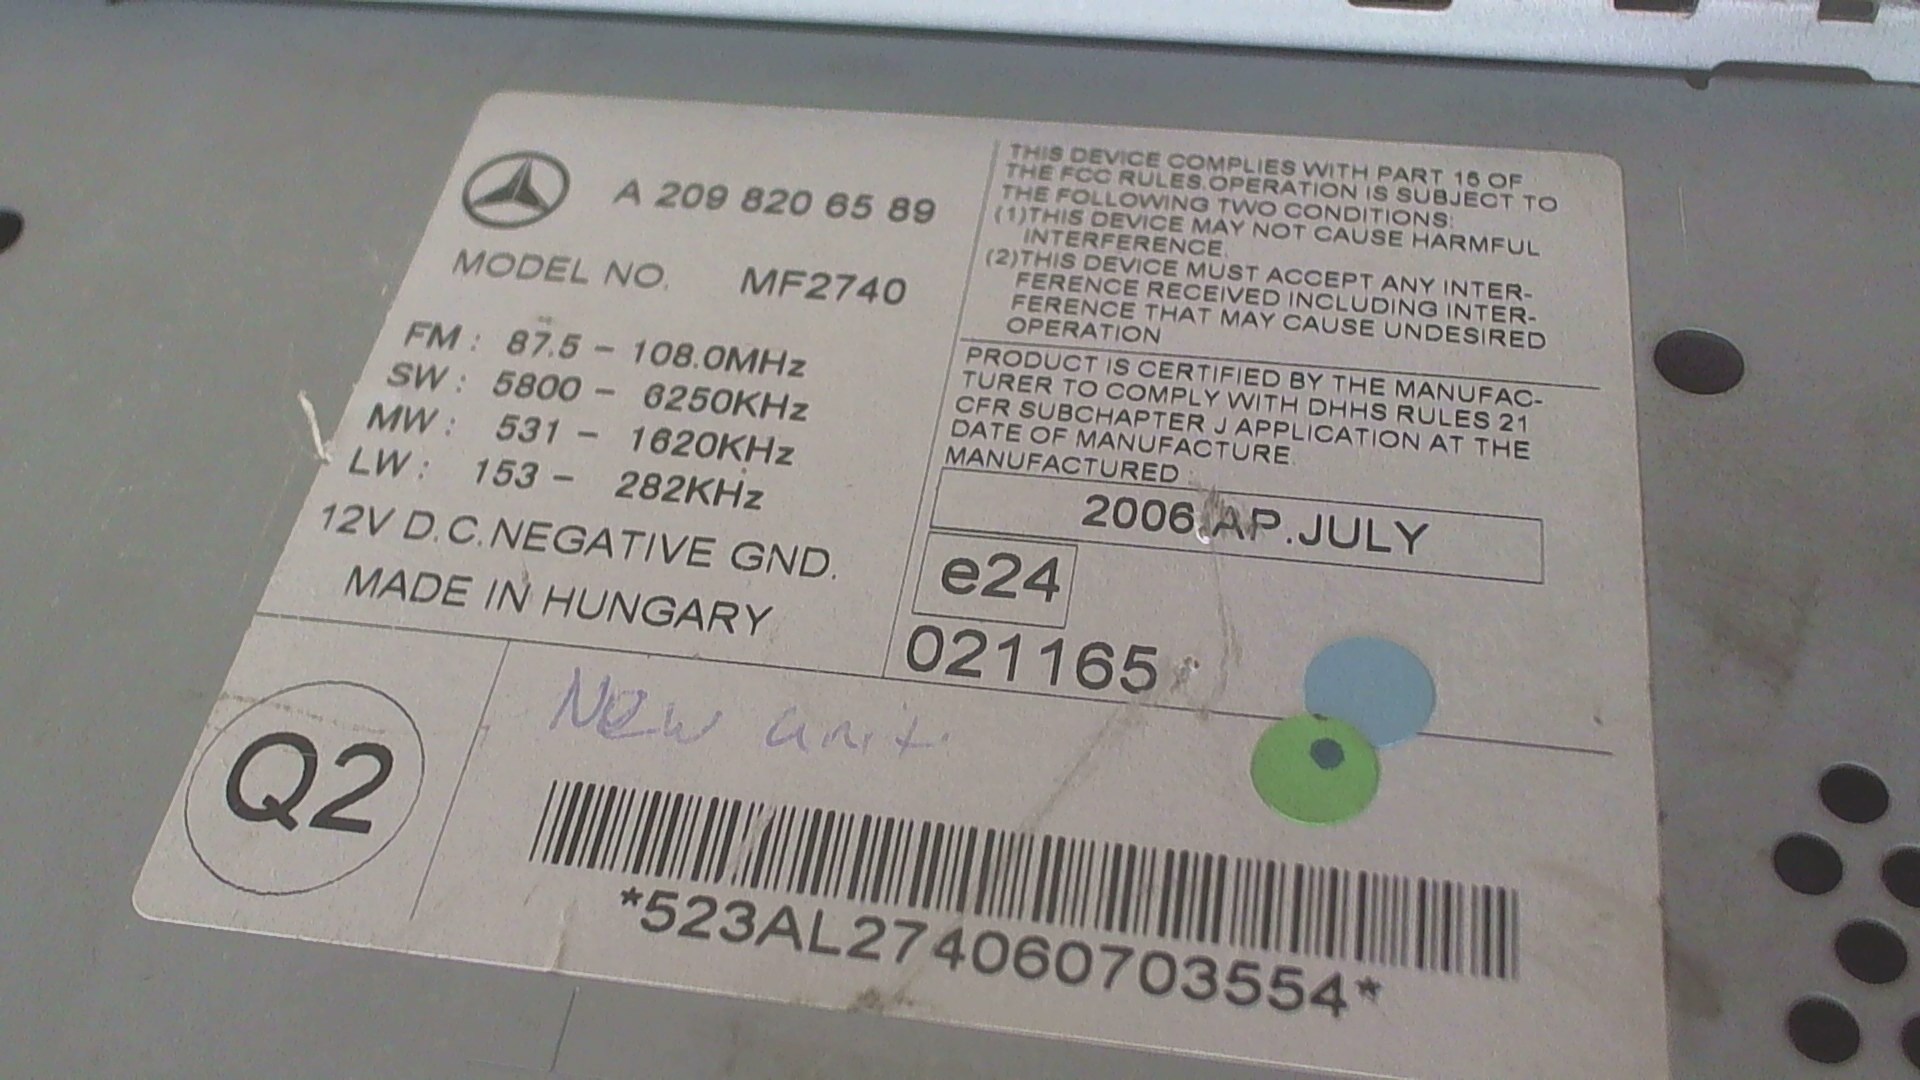 A 209 820 65 89
MODEL NO. MF2740
FM : 87.5 - 108.0MHz
SW : 5800 - 6250KHz
MW : 531 - 1620KHz
LW : 153 - 282KHz
12V D.C.NEGATIVE GND.
MADE IN HUNGARY
THIS DEVICE COMPLIES WITH PART 15 OF
THE FCC RULES.OPERATION IS SUBJECT TO
THE FOLLOWING TWO CONDITIONS:
(1)THIS DEVICE MAY NOT CAUSE HARMFUL
INTERFERENCE.
(2)THIS DEVICE MUST ACCEPT ANY INTER-
FERENCE RECEIVED INCLUDING INTER-
FERENCE THAT MAY CAUSE UNDESIRED
OPERATION
PRODUCT IS CERTIFIED BY THE MANUFAC-
TURER TO COMPLY WITH DHHS RULES 21
CFR SUBCHAPTER J APPLICATION AT THE
DATE OF MANUFACTURE.
MANUFACTURED :
2006.AP.JULY
e24
021165
Q2
New unit.
*523AL274060703554*